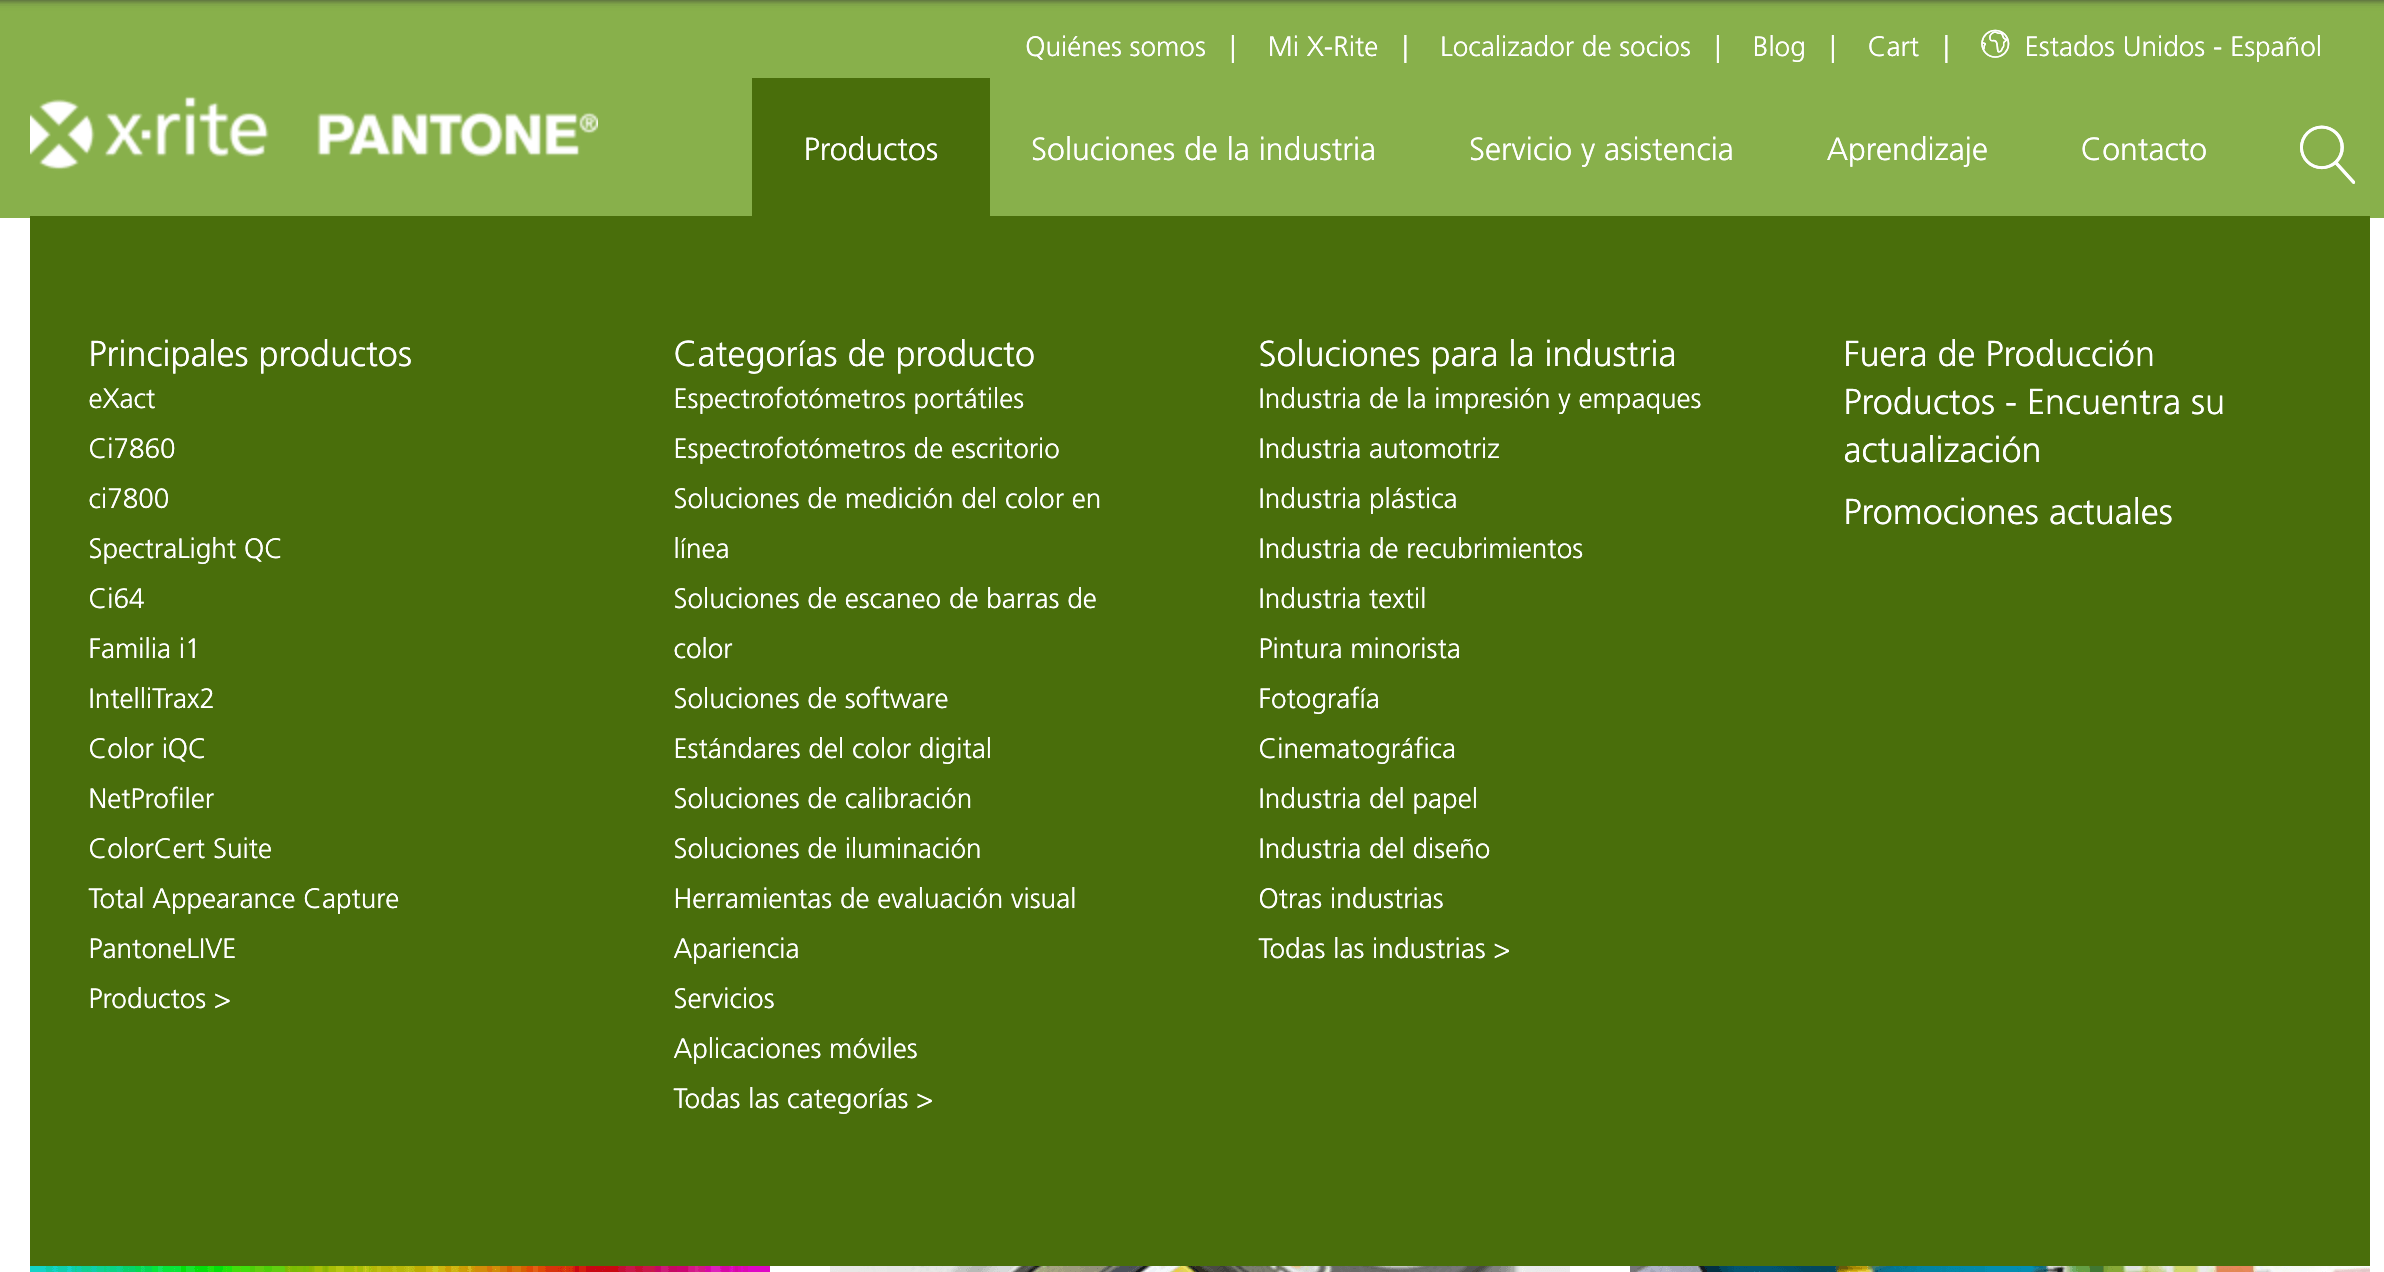 Quiénes somos | Mi X-Rite | Localizador de socios | Blog | Cart | Estados Unidos - Español
x·rite PANTONE®
Productos Soluciones de la industria Servicio y asistencia Aprendizaje Contacto
Principales productos
eXact
Ci7860
ci7800
SpectraLight QC
Ci64
Familia i1
IntelliTrax2
Color iQC
NetProfiler
ColorCert Suite
Total Appearance Capture
PantoneLIVE
Productos >
Categorías de producto
Espectrofotómetros portátiles
Espectrofotómetros de escritorio
Soluciones de medición del color en
línea
Soluciones de escaneo de barras de
color
Soluciones de software
Estándares del color digital
Soluciones de calibración
Soluciones de iluminación
Herramientas de evaluación visual
Apariencia
Servicios
Aplicaciones móviles
Todas las categorías >
Soluciones para la industria
Industria de la impresión y empaques
Industria automotriz
Industria plástica
Industria de recubrimientos
Industria textil
Pintura minorista
Fotografía
Cinematográfica
Industria del papel
Industria del diseño
Otras industrias
Todas las industrias >
Fuera de Producción
Productos - Encuentra su
actualización
Promociones actuales